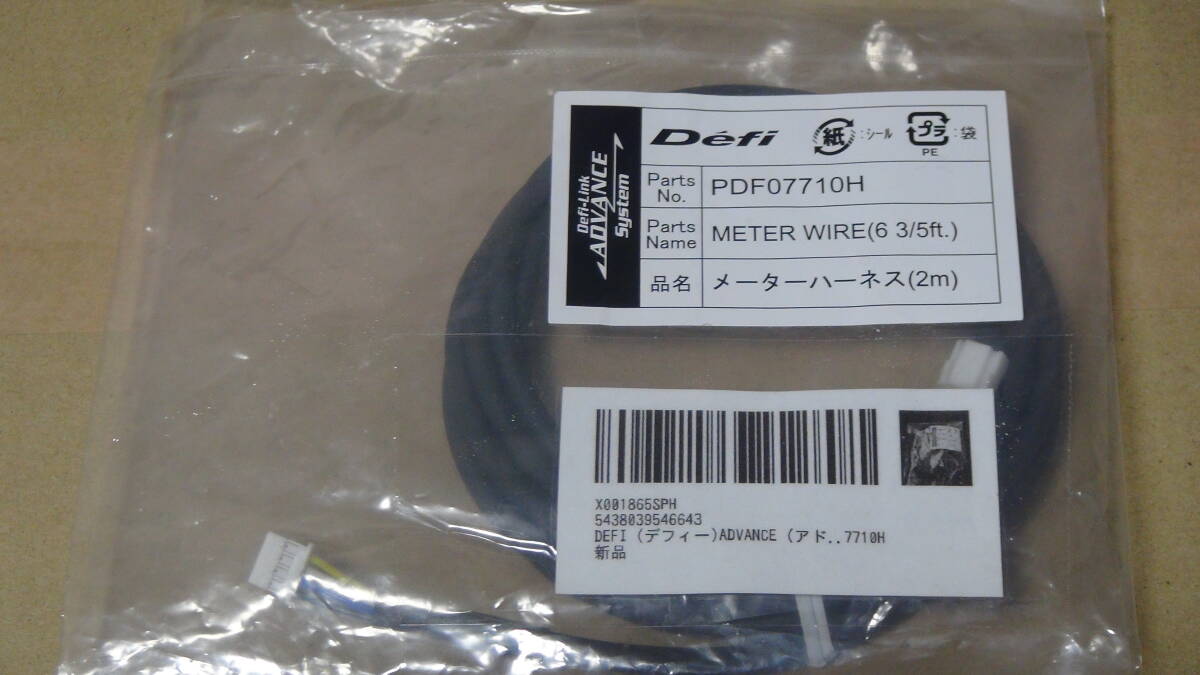 Defi-Link
ADVANCE
System
Défi
紙
:シール
プラ
:袋
PE
Parts No.
PDF07710H
Parts Name
METER WIRE(6 3/5ft.)
品名
メーターハーネス(2m)
X001865SPH
5438039546643
DEFI (デフィー)ADVANCE (アド..7710H
新品